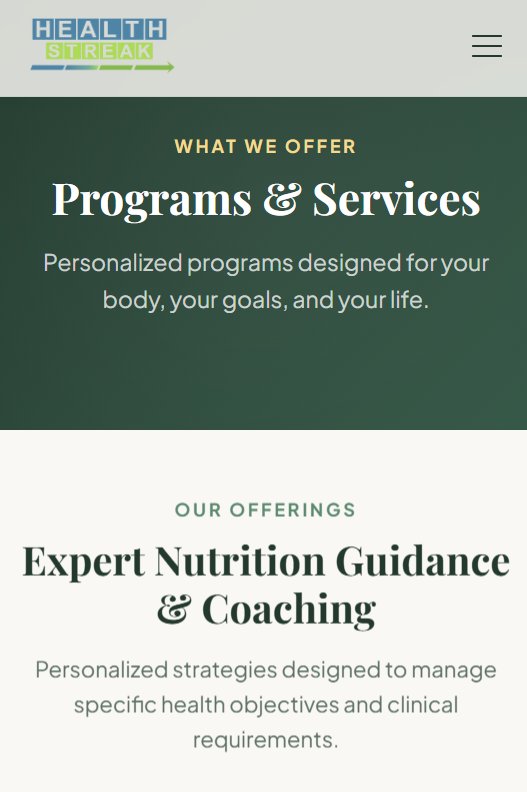 HEALTH
STREAK
WHAT WE OFFER
Programs & Services
Personalized programs designed for your
body, your goals, and your life.
OUR OFFERINGS
Expert Nutrition Guidance
& Coaching
Personalized strategies designed to manage
specific health objectives and clinical
requirements.